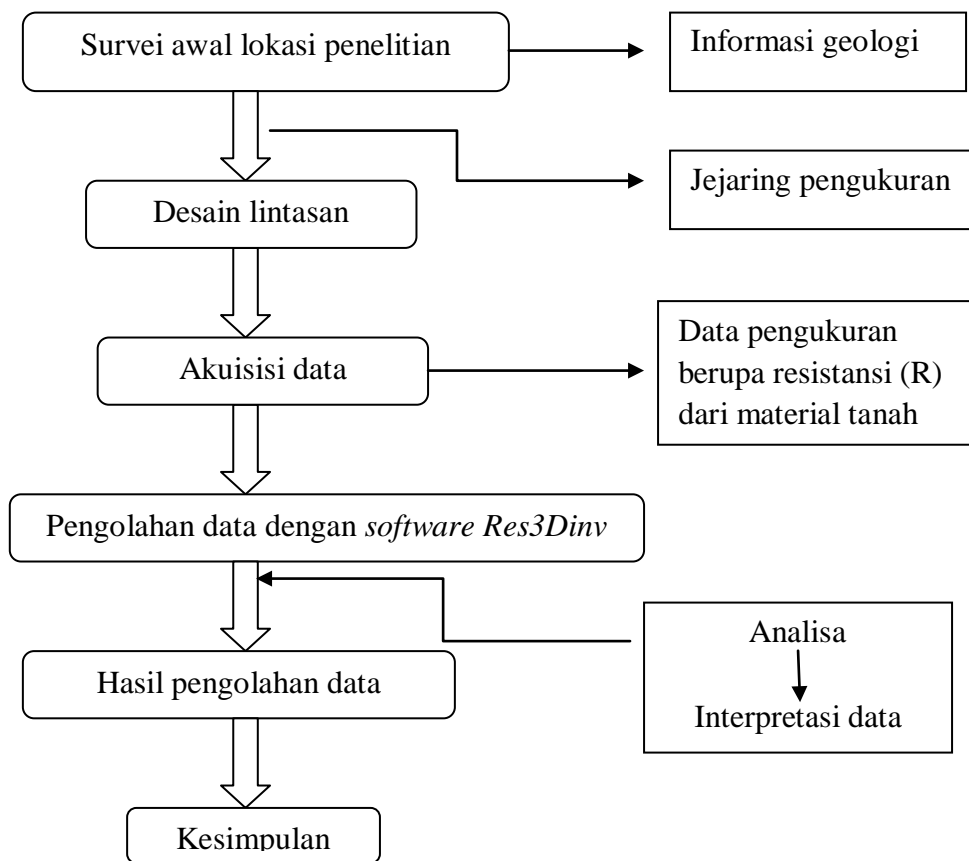 Survei awal lokasi penelitian
Informasi geologi
Jejaring pengukuran
Desain lintasan
Akuisisi data
Data pengukuran
berupa resistansi (R)
dari material tanah
Pengolahan data dengan software Res3Dinv
Analisa
Interpretasi data
Hasil pengolahan data
Kesimpulan